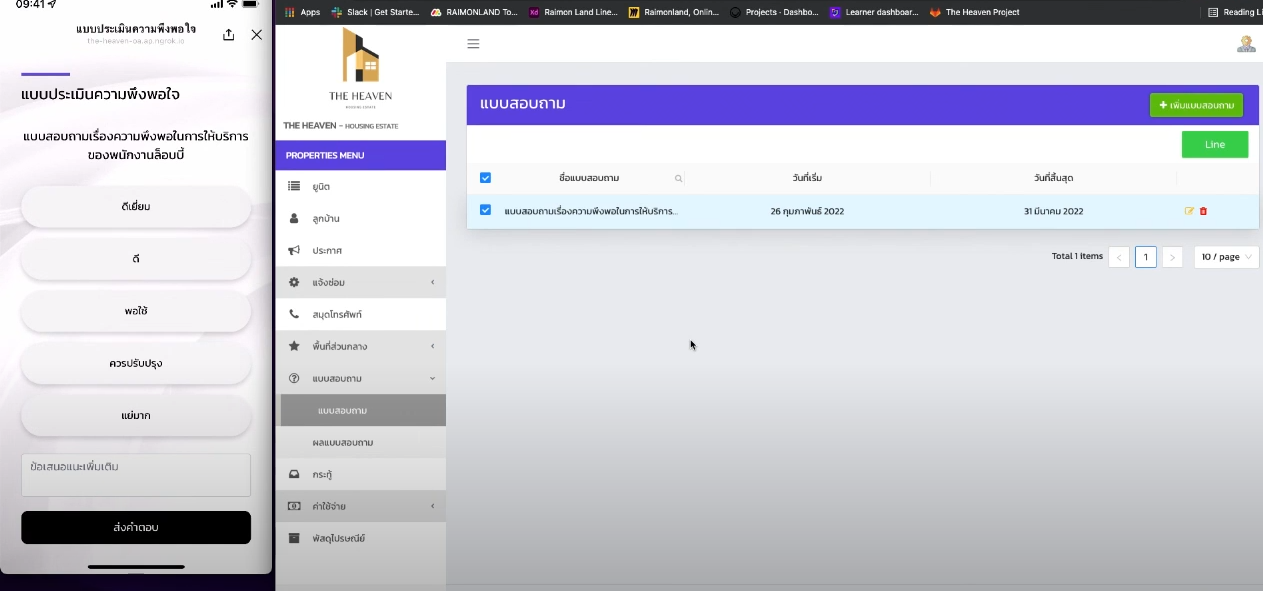 09:41
แบบประเมินความพึงพอใจ
the-heaven-oa.ap.ngrok.io
แบบประเมินความพึงพอใจ
แบบสอบถามเรื่องความพึงพอในการให้บริการ
ของพนักงานล็อบบี้
ดีเยี่ยม
ดี
พอใช้
ควรปรับปรุง
แย่มาก
ข้อเสนอแนะเพิ่มเติม
ส่งคำตอบ
Apps
Slack | Get Starte...
RAIMONLAND To...
Raimon Land Line...
Raimonland, Onlin...
Projects - Dashbo...
Learner dashboar...
The Heaven Project
Reading Li
THE HEAVEN
HOUSING ESTATE
THE HEAVEN - HOUSING ESTATE
PROPERTIES MENU
ยูนิต
ลูกบ้าน
ประกาศ
แจ้งซ่อม
สมุดโทรศัพท์
พื้นที่ส่วนกลาง
แบบสอบถาม
แบบสอบถาม
ผลแบบสอบถาม
กระทู้
ค่าใช้จ่าย
พัสดุไปรษณีย์
แบบสอบถาม
+ เพิ่มแบบสอบถาม
Line
ชื่อแบบสอบถาม วันที่เริ่ม วันที่สิ้นสุด
แบบสอบถามเรื่องความพึงพอในการให้บริการ... 26 กุมภาพันธ์ 2022 31 มีนาคม 2022
Total 1 items < 1 > 10 / page